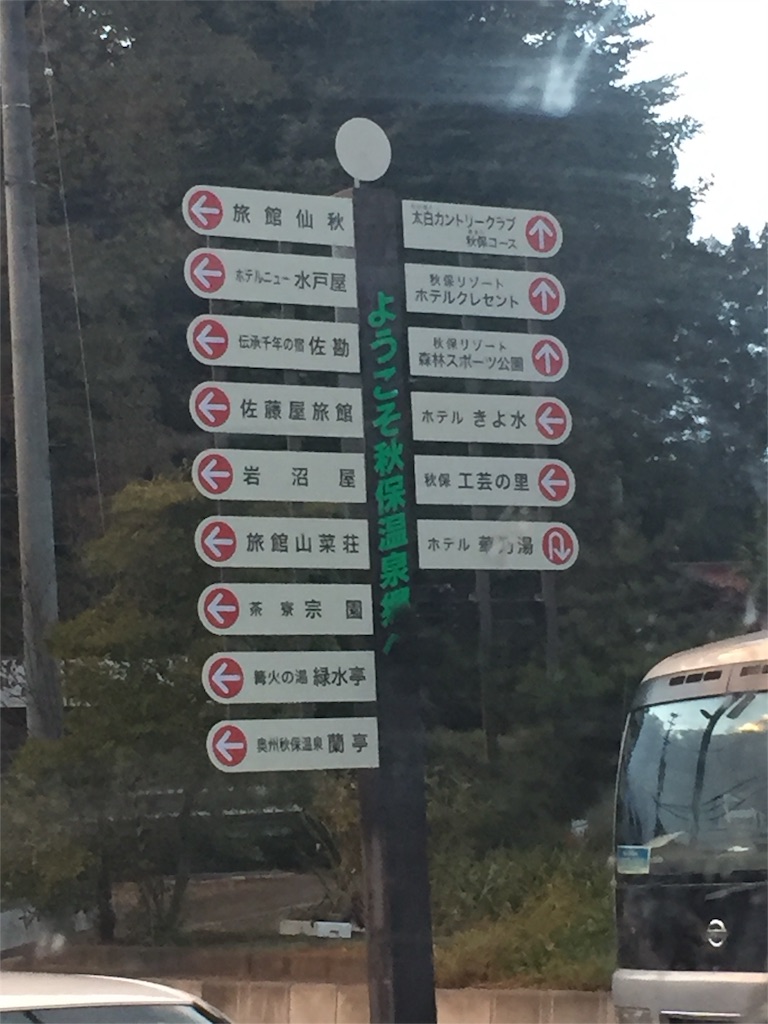 旅館仙秋
ホテルニュー 水戸屋
伝承千年の宿 佐勘
佐藤屋旅館
岩沼屋
旅館山菜荘
茶寮宗園
篝火の湯 緑水亭
奥州秋保温泉 蘭亭
ようこそ秋保温泉郷へ
太白カントリークラブ
秋保コース
秋保リゾート
ホテルクレセント
秋保リゾート
森林スポーツ公園
ホテル きよ水
秋保 工芸の里
ホテル 乃湯